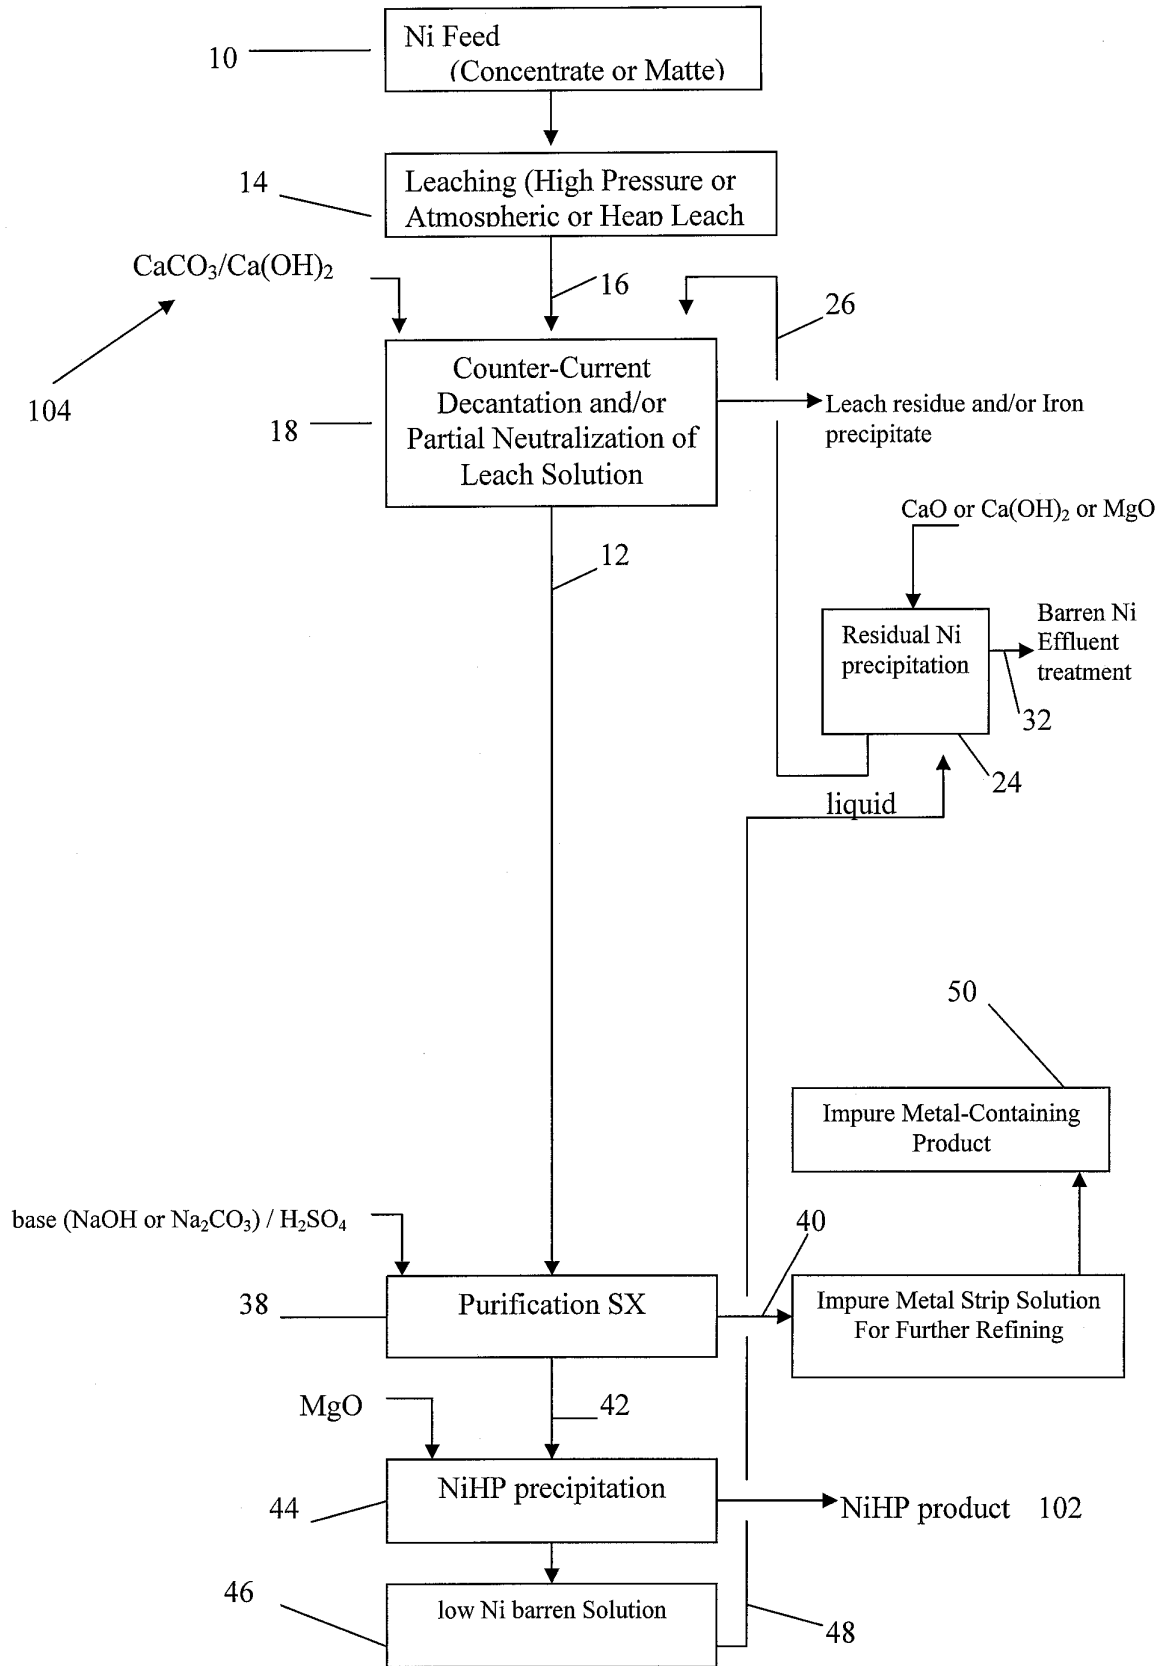 Ni Feed
10
(Concentrate or Matte)
14
Leaching (High Pressure or
Atmospheric or Heap Leach
CaCO₃/Ca(OH)₂
16
26
104
Counter-Current
Decantation and/or
Partial Neutralization of
Leach Solution
18
Leach residue and/or Iron
precipitate
CaO or Ca(OH)₂ or MgO
12
Residual Ni
precipitation
Barren Ni
Effluent
treatment
32
24
liquid
50
Impure Metal-Containing
Product
base (NaOH or Na₂CO₃) / H₂SO₄
40
38
Purification SX
Impure Metal Strip Solution
For Further Refining
MgO
42
NiHP precipitation
44
NiHP product 102
46
low Ni barren Solution
48